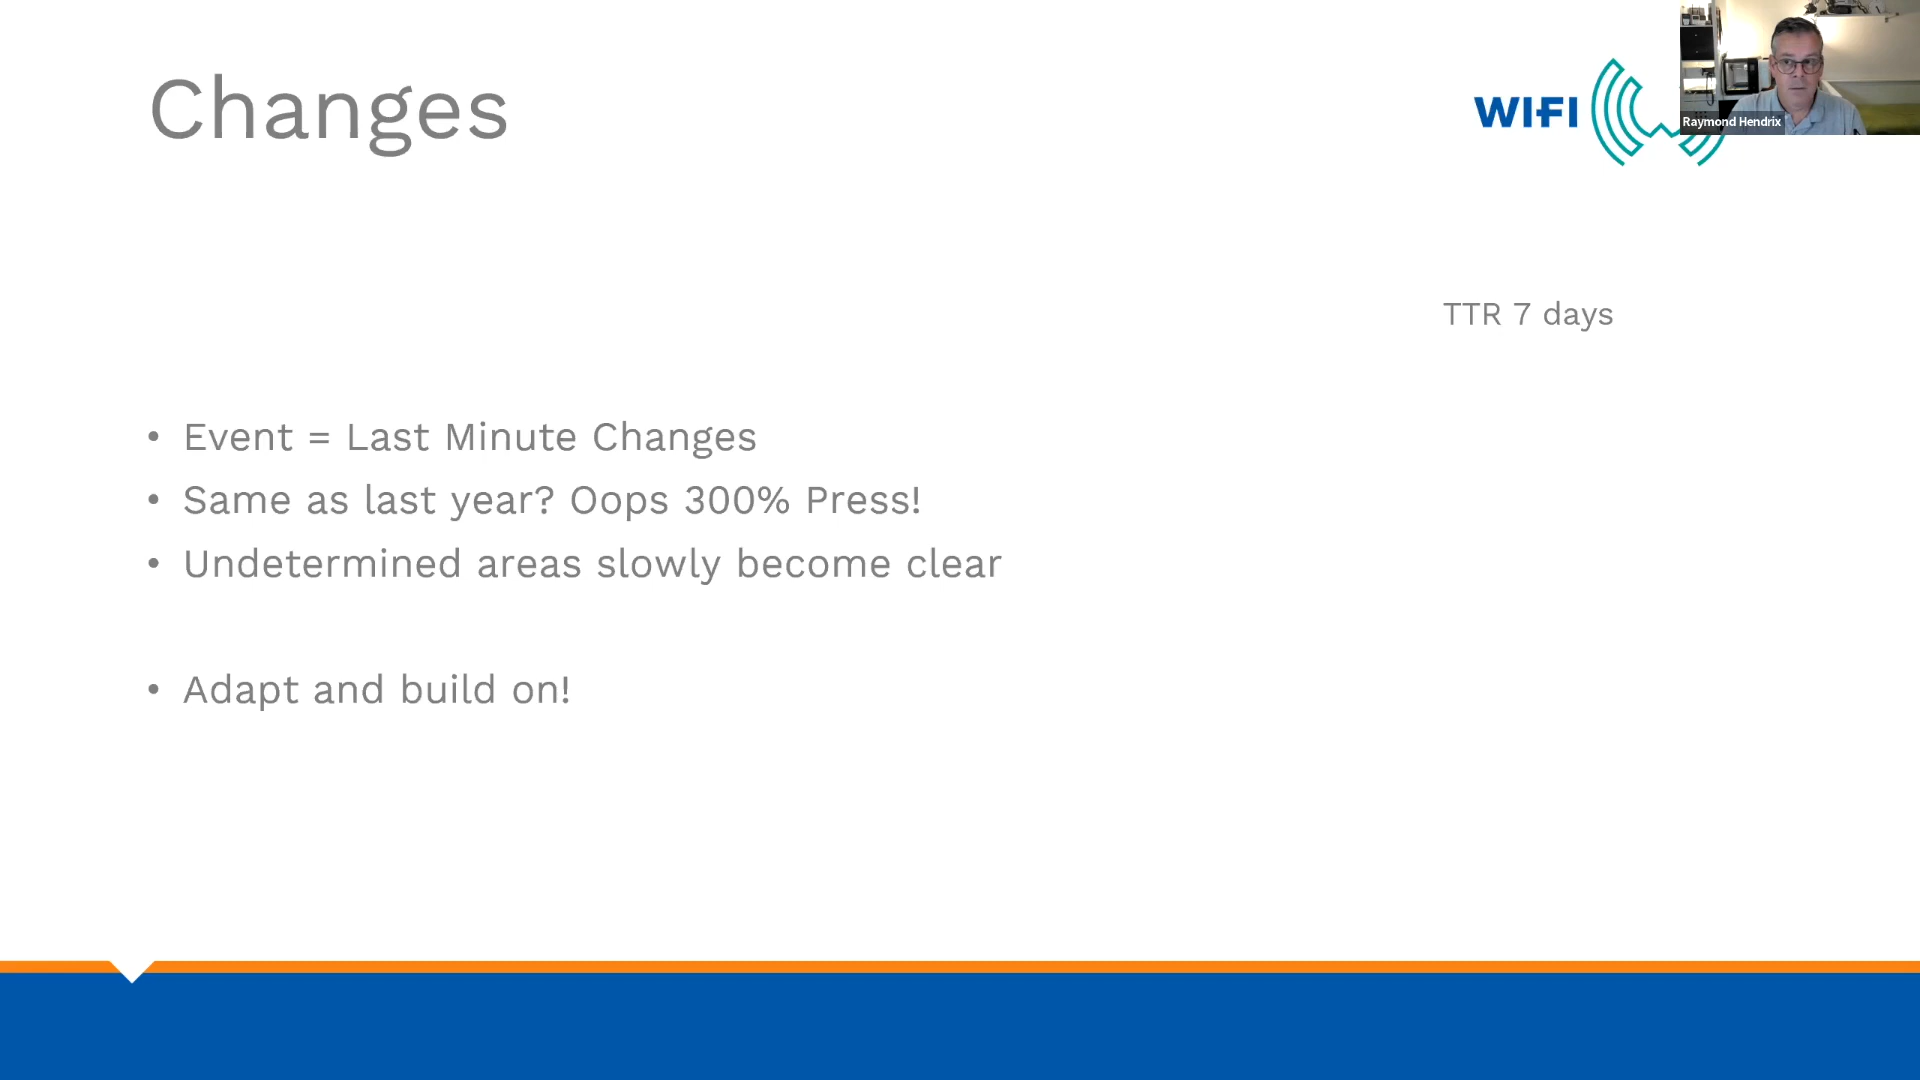 Changes
WIFI
Raymond Hendrix
TTR 7 days
• Event = Last Minute Changes
• Same as last year? Oops 300% Press!
• Undetermined areas slowly become clear
• Adapt and build on!